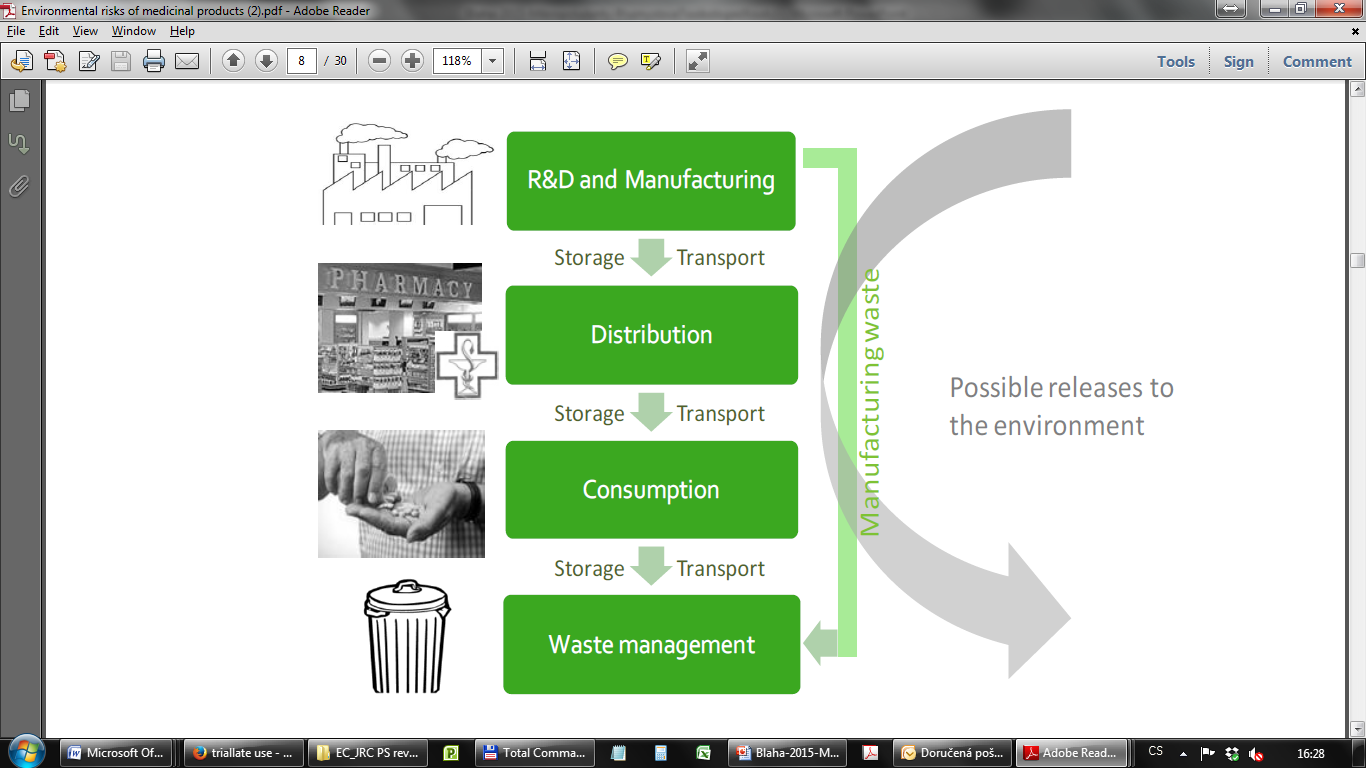 Environmental risks of medicinal products (2).pdf - Adobe Reader
File Edit View Window Help
8 / 30 118% Tools Sign Comment
R&D and Manufacturing
Storage Transport
PHARMACY
Distribution
Storage Transport
Consumption
Storage Transport
Waste management
Manufacturing waste
Possible releases to
the environment
Microsoft Of... triallate use - ... EC_JRC PS rev... Total Comma... Blaha-2015-M... Doručená poš... Adobe Read... CS 16:28